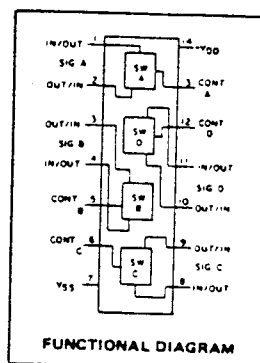 IN/OUT 1 14 VDD
SIG A
OUT/IN 2 SW A 3 CONT A
OUT/IN 3 12 CONT D
SIG B SW D
IN/OUT 4 11 IN/OUT
SIG D
CONT B 5 SW B 10 OUT/IN
CONT C 6 9 OUT/IN
SW C SIG C
VSS 7 8 IN/OUT
FUNCTIONAL DIAGRAM